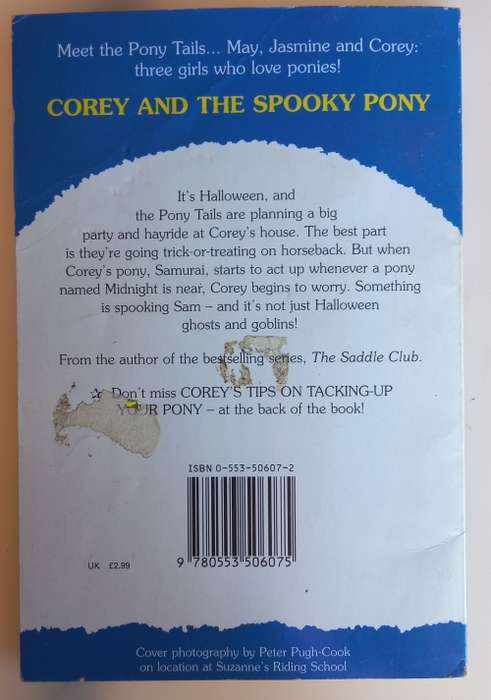 Meet the Pony Tails... May, Jasmine and Corey:
three girls who love ponies!
COREY AND THE SPOOKY PONY
It's Halloween, and
the Pony Tails are planning a big
party and hayride at Corey's house. The best part
is they're going trick-or-treating on horseback. But when
Corey's pony, Samurai, starts to act up whenever a pony
named Midnight is near, Corey begins to worry. Something
is spooking Sam – and it's not just Halloween
ghosts and goblins!
From the author of the bestselling series, The Saddle Club.
☆ Don't miss COREY'S TIPS ON TACKING-UP
YOUR PONY – at the back of the book!
ISBN 0-553-50607-2
UK £2.99
9 780553 506075
Cover photography by Peter Pugh-Cook
on location at Suzanne's Riding School